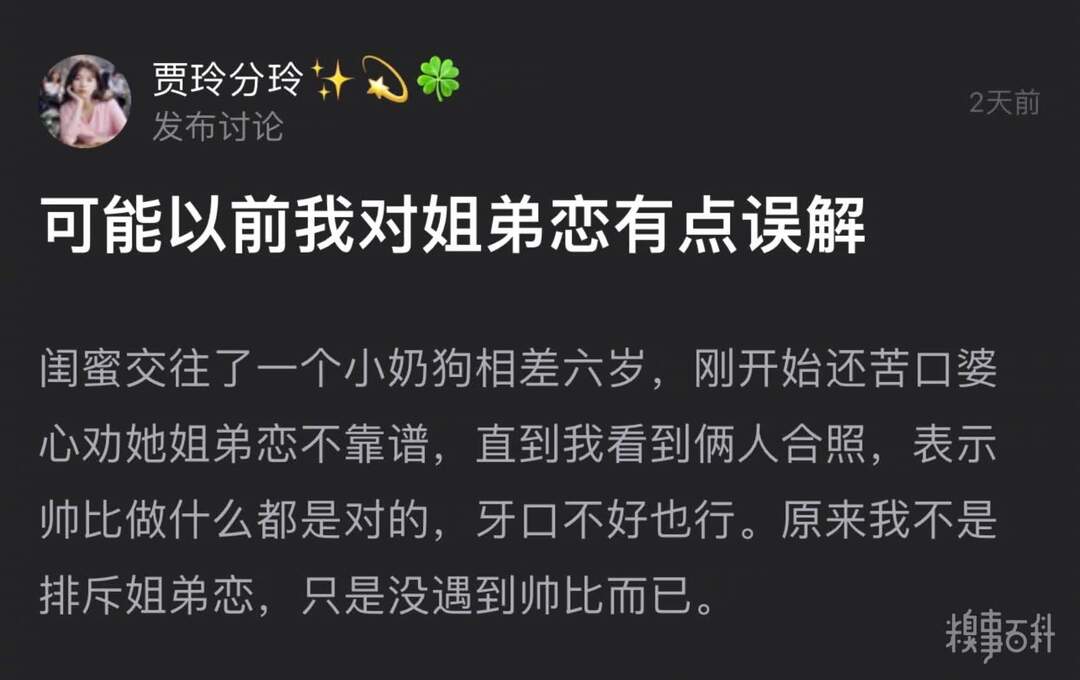 贾玲分玲✨💫🍀
发布讨论
2天前
可能以前我对姐弟恋有点误解
闺蜜交往了一个小奶狗相差六岁，刚开始还苦口婆
心劝她姐弟恋不靠谱，直到我看到俩人合照，表示
帅比做什么都是对的，牙口不好也行。原来我不是
排斥姐弟恋，只是没遇到帅比而已。
糗事百科